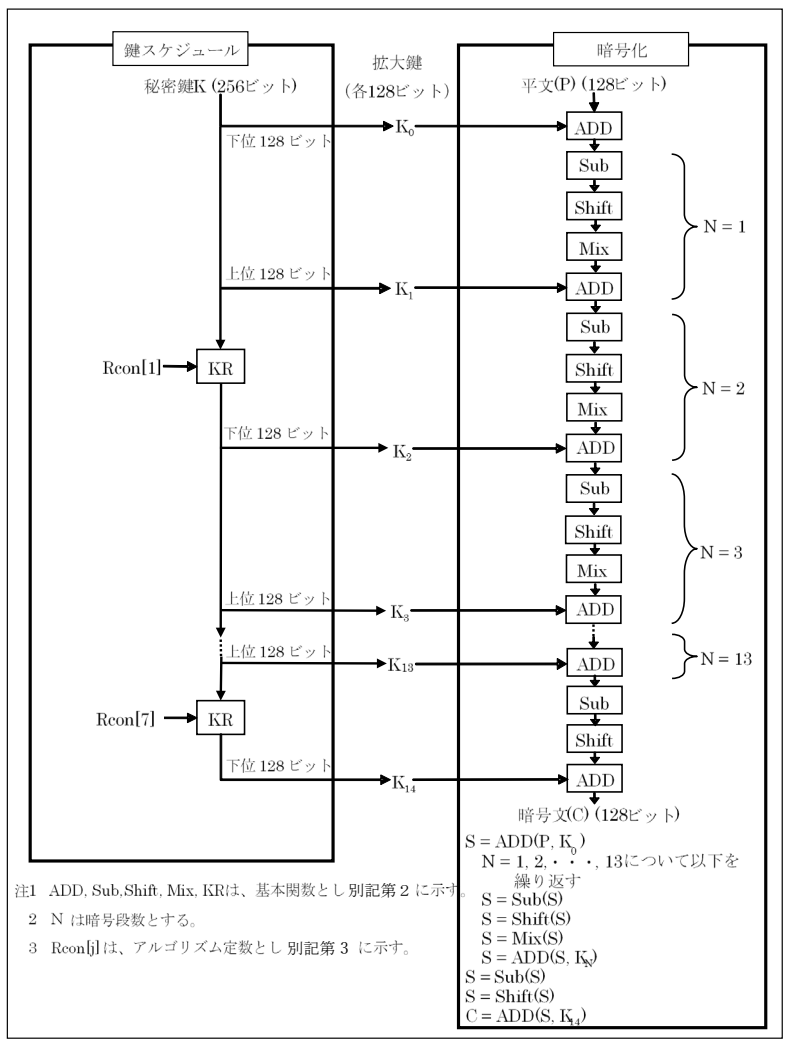 鍵スケジュール
秘密鍵K (256ビット)
拡大鍵
(各128ビット)
暗号化
平文(P) (128ビット)
下位 128 ビット
K0
ADD
Sub
Shift
Mix
N = 1
上位 128 ビット
K1
ADD
Sub
Rcon[1]
KR
Shift
N = 2
Mix
下位 128 ビット
K2
ADD
Sub
Shift
N = 3
Mix
上位 128 ビット
K3
ADD
上位 128 ビット
K13
ADD
N = 13
Sub
Rcon[7]
KR
Shift
下位 128 ビット
K14
ADD
暗号文(C) (128ビット)
S = ADD(P, K0)
N = 1, 2,・・・, 13について以下を
繰り返す
S = Sub(S)
S = Shift(S)
S = Mix(S)
S = ADD(S, KN)
S = Sub(S)
S = Shift(S)
C = ADD(S, K14)
注1 ADD, Sub,Shift, Mix, KRは、基本関数とし 別記第２ に示す。
2 N は暗号段数とする。
3 Rcon[j] は、アルゴリズム定数とし 別記第３ に示す。